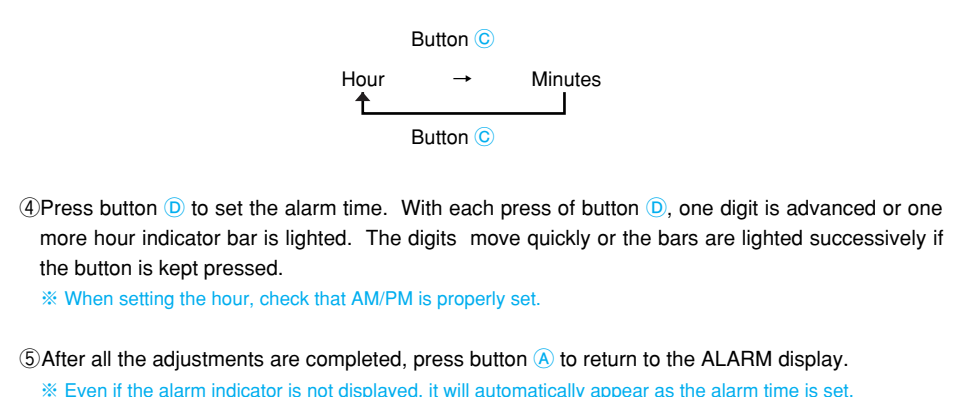 Button Ⓒ
Hour → Minutes
Button Ⓒ
④Press button Ⓓ to set the alarm time. With each press of button Ⓓ, one digit is advanced or one
more hour indicator bar is lighted. The digits move quickly or the bars are lighted successively if
the button is kept pressed.
※ When setting the hour, check that AM/PM is properly set.
⑤After all the adjustments are completed, press button Ⓐ to return to the ALARM display.
※ Even if the alarm indicator is not displayed, it will automatically appear as the alarm time is set.